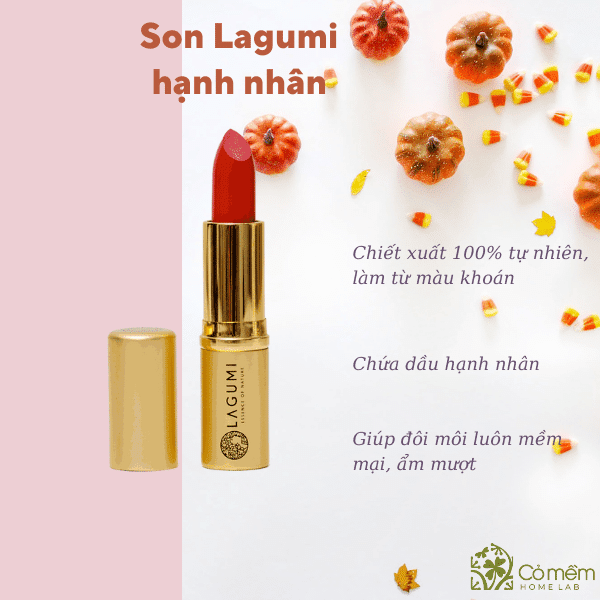 Son Lagumi
hạnh nhân
Chiết xuất 100% tự nhiên,
làm từ màu khoán
Chứa dầu hạnh nhân
Giúp đôi môi luôn mềm
mại, ẩm mượt
LAGUMI
ESSENCE OF NATURE
Cỏ mềm
HOME LAB